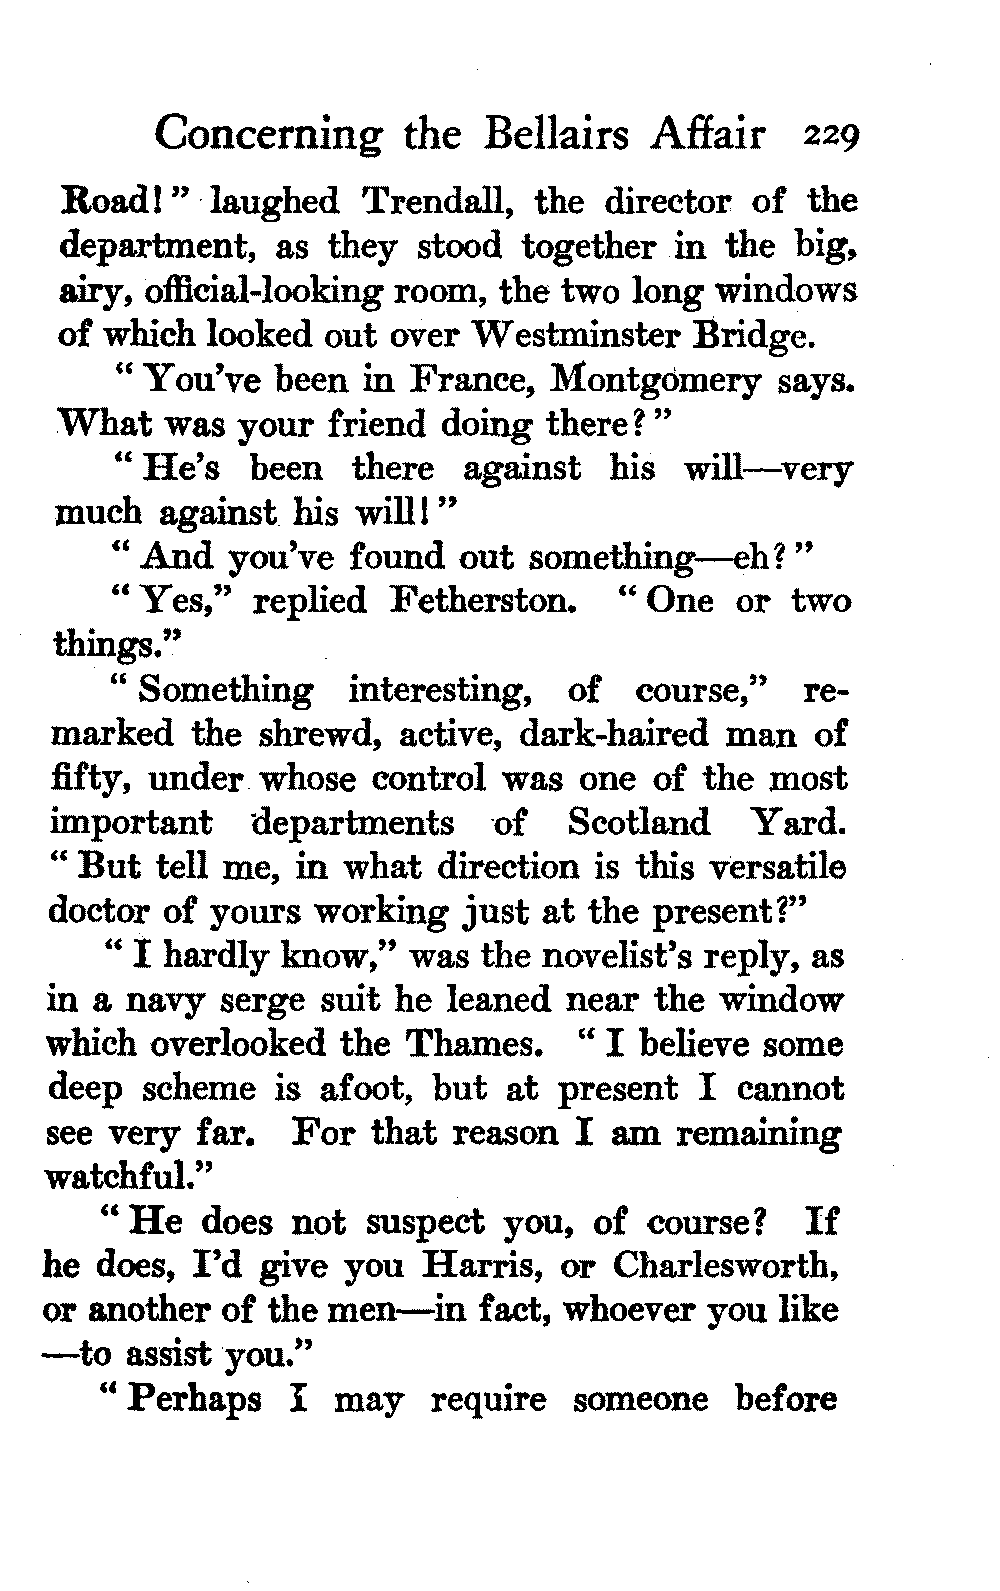 Concerning the Bellairs Affair 229
Road!" laughed Trendall, the director of the
department, as they stood together in the big,
airy, official-looking room, the two long windows
of which looked out over Westminster Bridge.
"You've been in France, Montgomery says.
What was your friend doing there?"
"He's been there against his will—very
much against his will!"
"And you've found out something—eh?"
"Yes," replied Fetherston. "One or two
things."
"Something interesting, of course," re-
marked the shrewd, active, dark-haired man of
fifty, under whose control was one of the most
important departments of Scotland Yard.
"But tell me, in what direction is this versatile
doctor of yours working just at the present?"
"I hardly know," was the novelist's reply, as
in a navy serge suit he leaned near the window
which overlooked the Thames. "I believe some
deep scheme is afoot, but at present I cannot
see very far. For that reason I am remaining
watchful."
"He does not suspect you, of course? If
he does, I'd give you Harris, or Charlesworth,
or another of the men—in fact, whoever you like
—to assist you."
"Perhaps I may require someone before